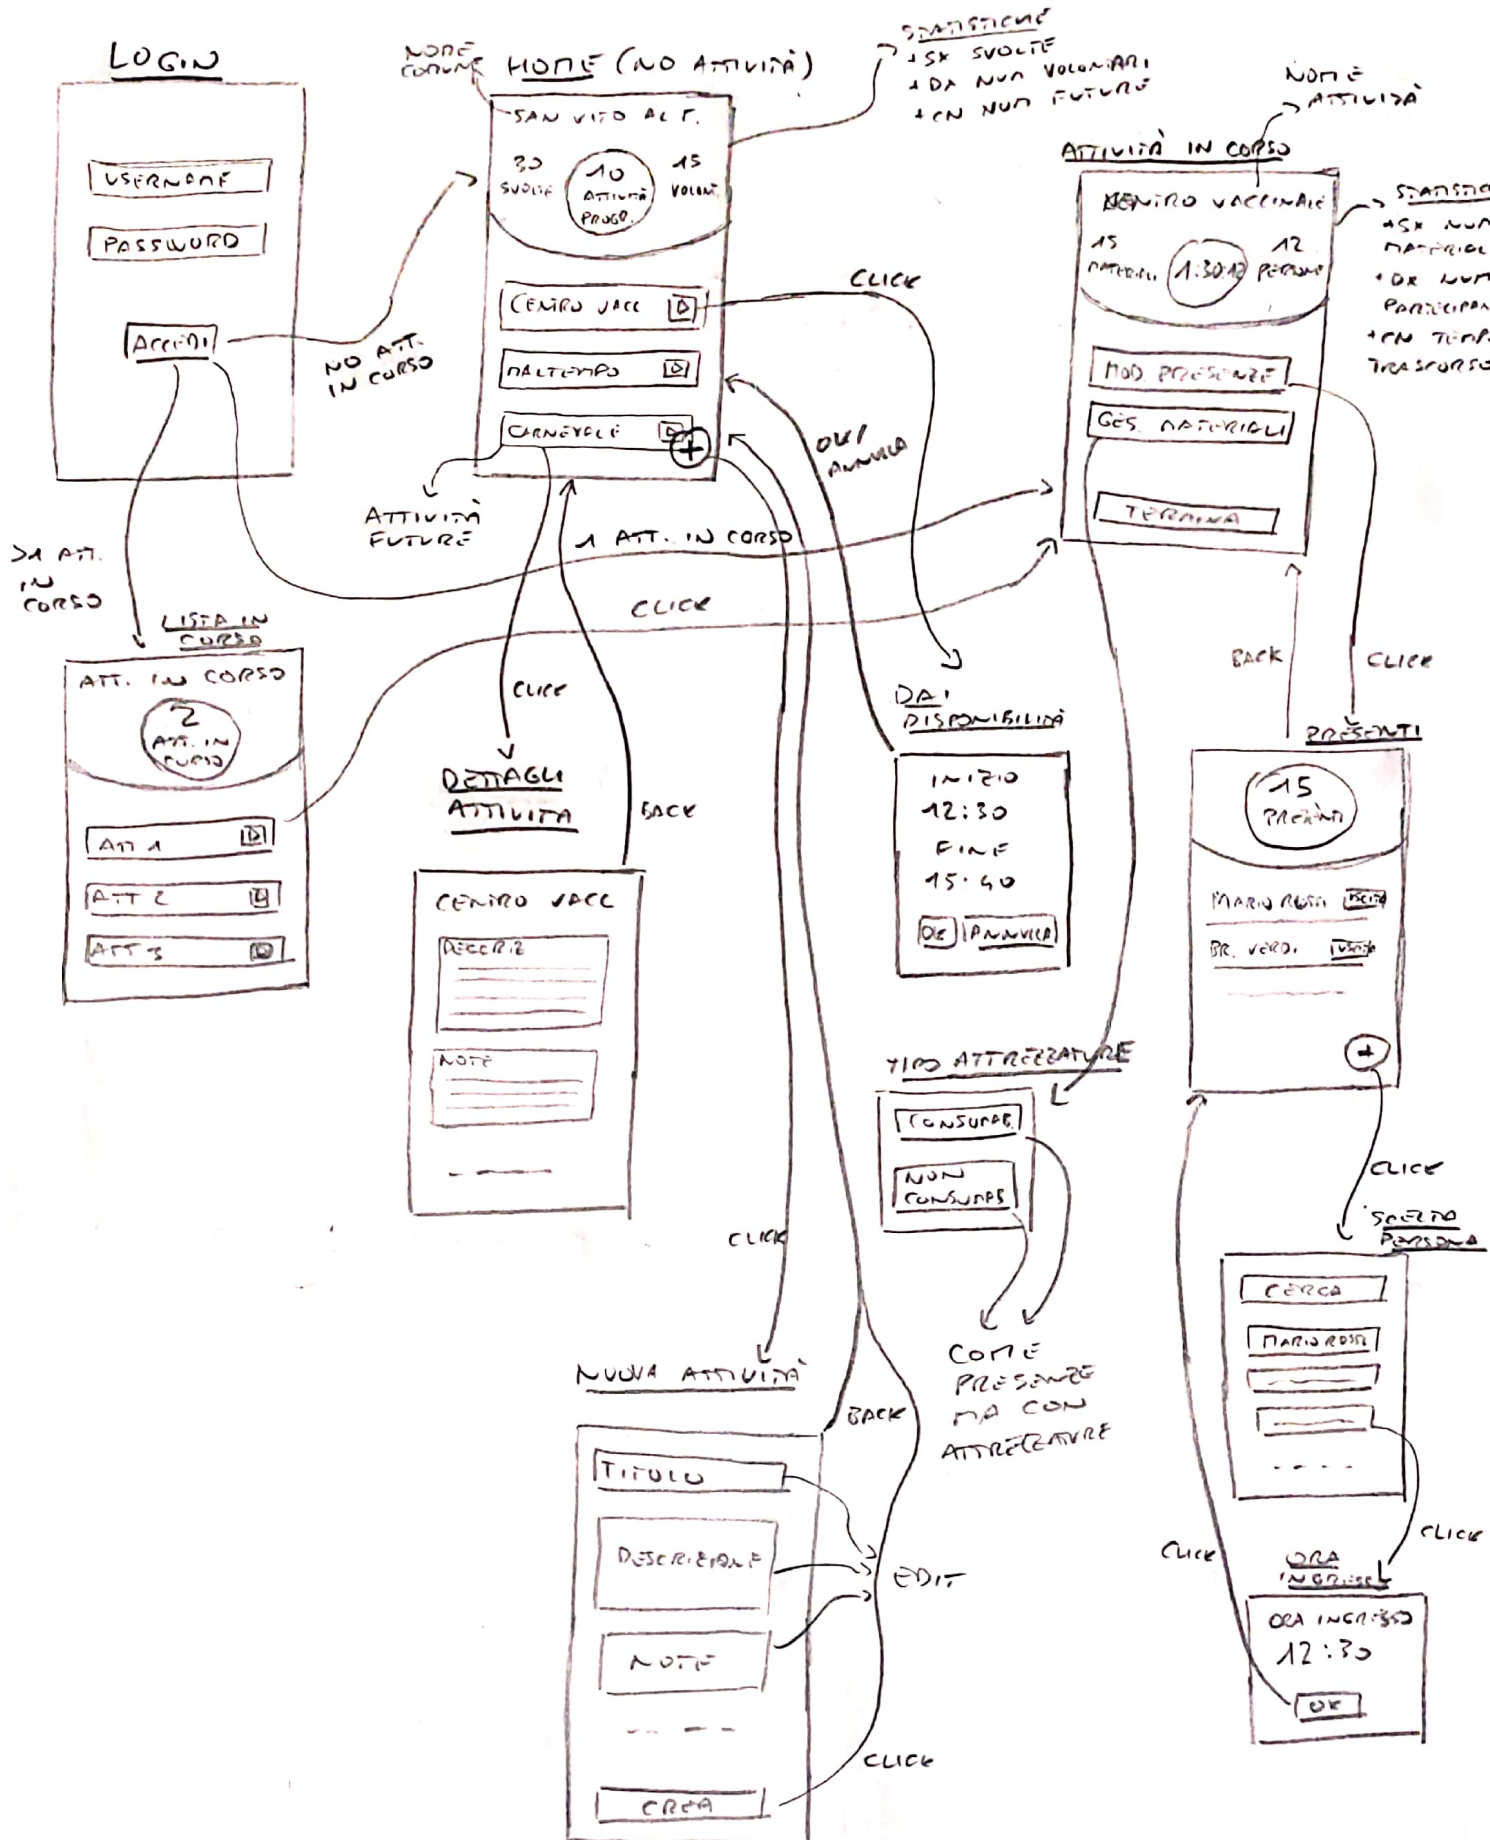 LOGIN
USERNAME
PASSWORD
ACCEDI
NO ATT.
IN CORSO
>1 ATT.
IN
CORSO
1 ATT. IN CORSO
NOME
COMUNE
HOME (NO ATTIVITÀ)
SAN VITO AL T.
30
SVOLTE
10
ATTIVITÀ
PROGR.
15
VOLONT.
CENTRO VACC
MALTEMPO
CARNEVALE
+
ATTIVITÀ
FUTURE
STATISTICHE
+SX SVOLTE
+DX NUM VOLONTARI
+CN NUM FUTURE
CLICK
OK/
ANNULLA
NOME
ATTIVITÀ
ATTIVITÀ IN CORSO
CENTRO VACCINALE
15
MATERIALI
1:30:12
12
PERSONE
MOD. PRESENZE
GES. MATERIALI
TERMINA
+SX NUM
+DX NUM
TRASCORSO
LISTA IN
CORSO
ATT. IN CORSO
2
ATT. IN
CORSO
ATT 1
ATT 2
ATT 3
CLICK
CLICK
DETTAGLI
ATTIVITÀ
BACK
CENTRO VACC
DESCRIZ
NOTE
DAI
DISPONIBILITÀ
INIZIO
12:30
FINE
15:40
OK
ANNULLA
BACK
CLICK
PRESENTI
15
PRESENTI
MARIO ROSSI
USCITA
BR. VERDI
USCITA
+
CLICK
TIPO ATTREZZATURE
CONSUMAB.
NON
CONSUMAB
COME
PRESENZE
MA CON
ATTREZZATURE
SCELTA
PERSONA
CERCA
MARIO ROSSI
CLICK
CLICK
ORA
INGRESSO
ORA INGRESSO
12:30
OK
CLICK
NUOVA ATTIVITÀ
BACK
TITOLO
DESCRIZIONE
NOTE
EDIT
CREA
CLICK